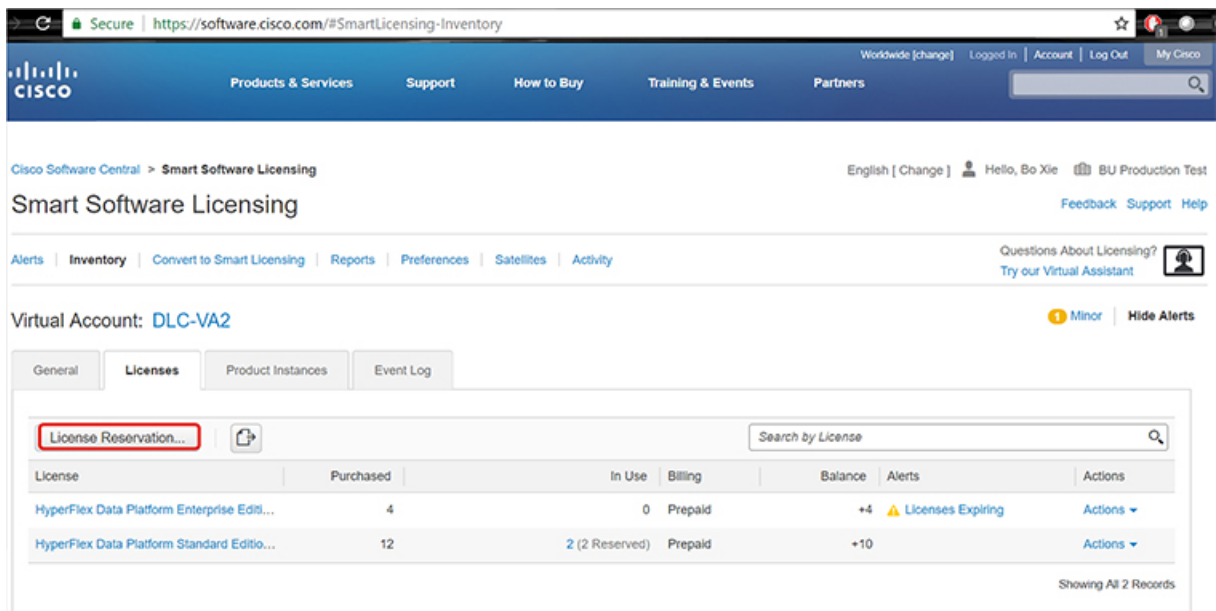 Secure | https://software.cisco.com/#SmartLicensing-Inventory
1
Worldwide [change] Logged In | Account | Log Out My Cisco
CISCO
Products & Services Support How to Buy Training & Events Partners
Cisco Software Central > Smart Software Licensing
English [ Change ] Hello, Bo Xie BU Production Test
Smart Software Licensing
Feedback Support Help
Alerts | Inventory | Convert to Smart Licensing | Reports | Preferences | Satellites | Activity
Questions About Licensing?
Try our Virtual Assistant
Virtual Account: DLC-VA2
1 Minor | Hide Alerts
General Licenses Product Instances Event Log
License Reservation...
Search by License
License Purchased In Use Billing Balance Alerts Actions
HyperFlex Data Platform Enterprise Editi... 4 0 Prepaid +4 Licenses Expiring Actions
HyperFlex Data Platform Standard Editio... 12 2 (2 Reserved) Prepaid +10 Actions
Showing All 2 Records